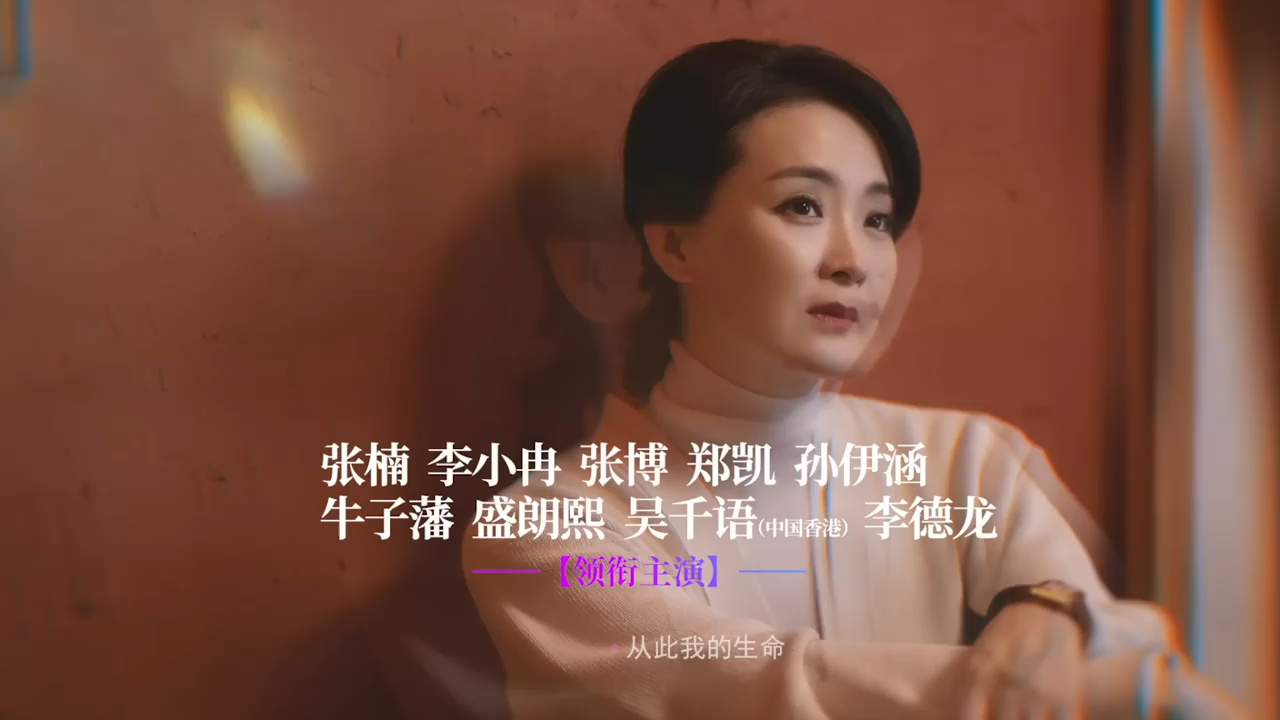 张楠 李小冉 张博 郑凯 孙伊涵
牛子藩 盛朗熙 吴千语(中国香港) 李德龙
【领衔主演】
从此我的生命